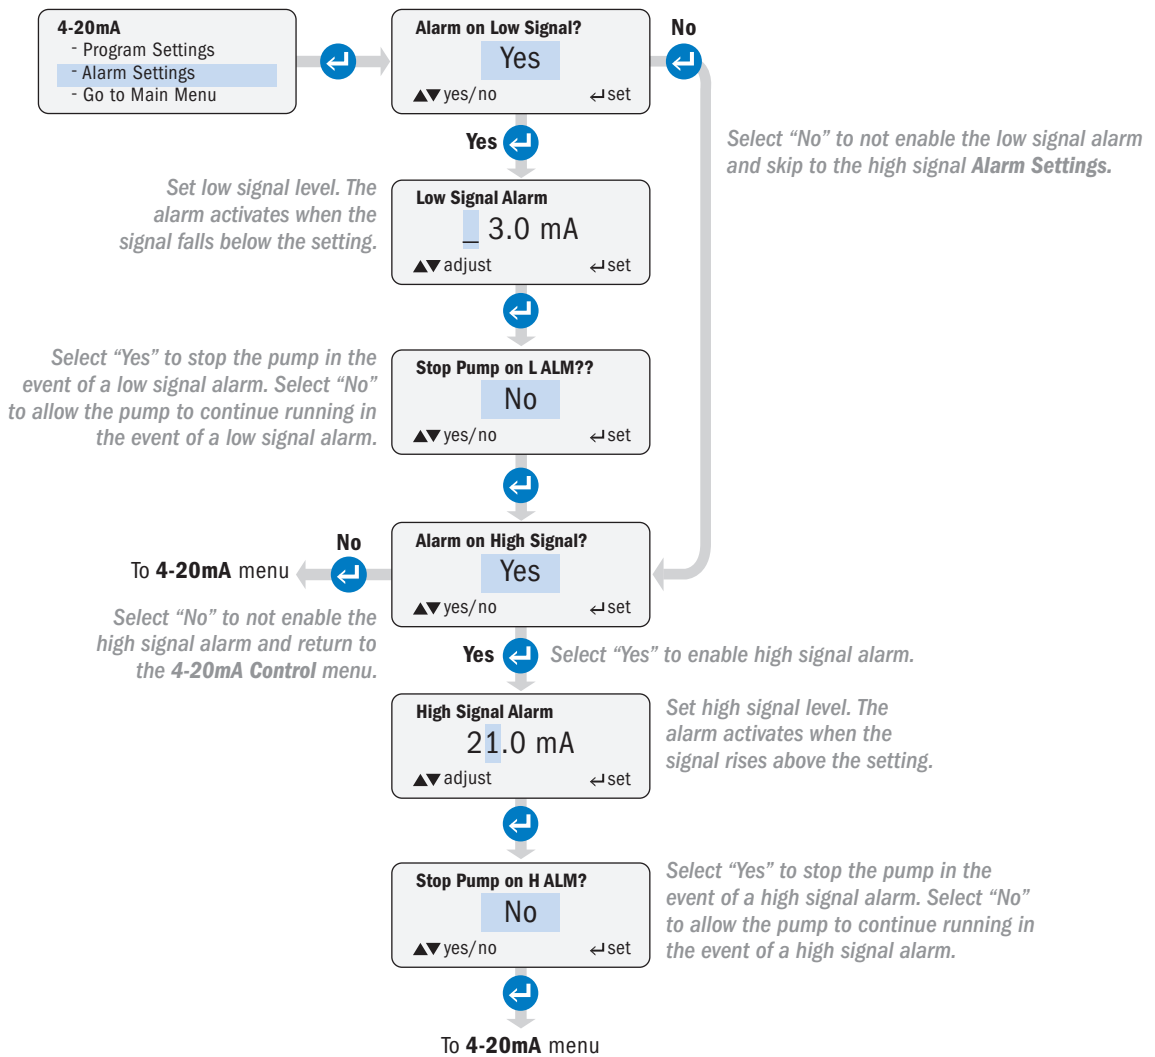 4-20mA
- Program Settings
- Alarm Settings
- Go to Main Menu
Alarm on Low Signal?
Yes
▲▼ yes/no ↵ set
No
Select “No” to not enable the low signal alarm
and skip to the high signal Alarm Settings.
Yes
Set low signal level. The
alarm activates when the
signal falls below the setting.
Low Signal Alarm
_ 3.0 mA
▲▼ adjust ↵ set
Select “Yes” to stop the pump in the
event of a low signal alarm. Select “No”
to allow the pump to continue running in
the event of a low signal alarm.
Stop Pump on L ALM??
No
▲▼ yes/no ↵ set
Alarm on High Signal?
Yes
▲▼ yes/no ↵ set
No
To 4-20mA menu
Select “No” to not enable the
high signal alarm and return to
the 4-20mA Control menu.
Yes
Select “Yes” to enable high signal alarm.
High Signal Alarm
21.0 mA
▲▼ adjust ↵ set
Set high signal level. The
alarm activates when the
signal rises above the setting.
Stop Pump on H ALM?
No
▲▼ yes/no ↵ set
Select “Yes” to stop the pump in the
event of a high signal alarm. Select “No”
to allow the pump to continue running in
the event of a high signal alarm.
To 4-20mA menu